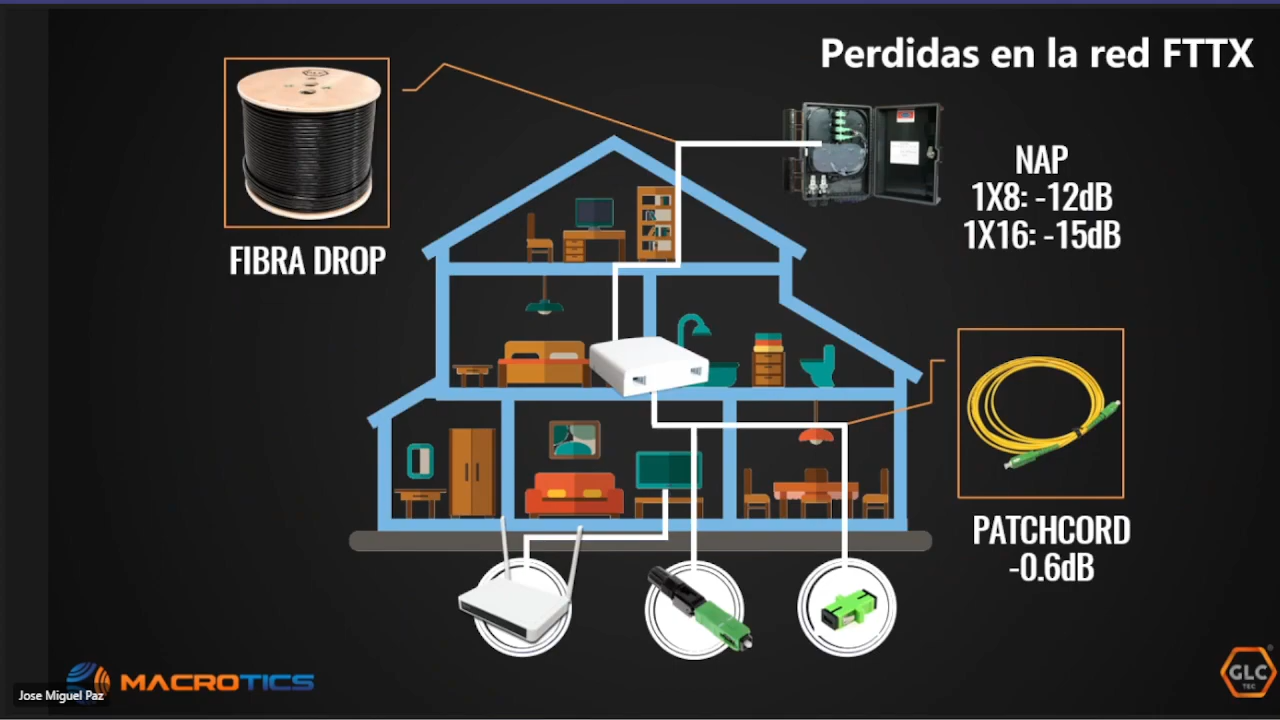 Perdidas en la red FTTX
GLC
FIBRA DROP
NAP
1X8: -12dB
1X16: -15dB
PATCHCORD
-0.6dB
MACROTICS
Jose Miguel Paz
GLC
TEC